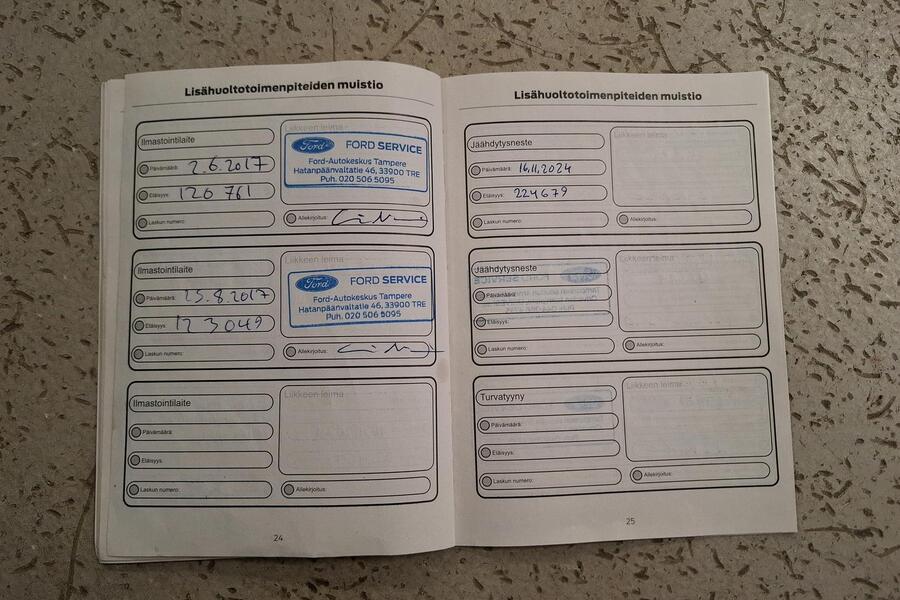 Lisähuoltotoimenpiteiden muistio
Ilmastointilaite
Liikkeen leima
Päivämäärä: 2.6.2017
Etäisyys: 120 761
Laskun numero:
Ford FORD SERVICE
Ford-Autokeskus Tampere
Hatanpäänvaltatie 46, 33900 TRE
Puh. 020 506 5095
Allekirjoitus:
Ilmastointilaite
Liikkeen leima
Päivämäärä: 25.8.2017
Etäisyys: 123049
Laskun numero:
Ford FORD SERVICE
Ford-Autokeskus Tampere
Hatanpäänvaltatie 46, 33900 TRE
Puh. 020 506 5095
Allekirjoitus:
Ilmastointilaite
Liikkeen leima
Päivämäärä:
Etäisyys:
Laskun numero:
Allekirjoitus:
24
Lisähuoltotoimenpiteiden muistio
Jäähdytysneste
Liikkeen leima
Päivämäärä: 14.11.2024
Etäisyys: 224679
Laskun numero:
Allekirjoitus:
Jäähdytysneste
Liikkeen leima
Päivämäärä:
Etäisyys:
Laskun numero:
Allekirjoitus:
Turvatyyny
Liikkeen leima
Päivämäärä:
Etäisyys:
Laskun numero:
Allekirjoitus:
25